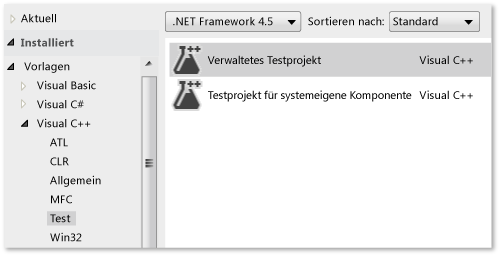 Aktuell
Installiert
Vorlagen
Visual Basic
Visual C#
Visual C++
ATL
CLR
Allgemein
MFC
Test
Win32
.NET Framework 4.5 Sortieren nach: Standard
Verwaltetes Testprojekt Visual C++
Testprojekt für systemeigene Komponente Visual C++